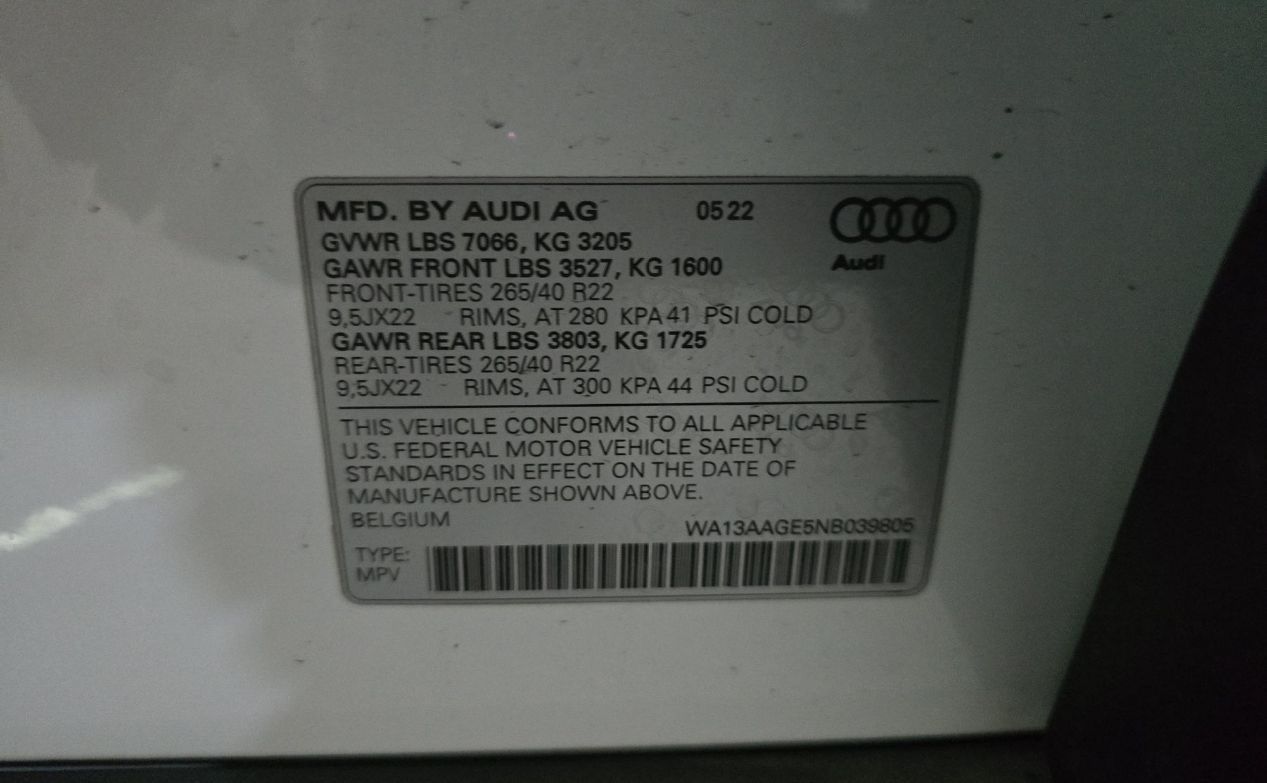 MFD. BY AUDI AG 05 22
GVWR LBS 7066, KG 3205
GAWR FRONT LBS 3527, KG 1600
Audi
FRONT-TIRES 265/40 R22
9,5JX22 RIMS, AT 280 KPA 41 PSI COLD
GAWR REAR LBS 3803, KG 1725
REAR-TIRES 265/40 R22
9,5JX22 RIMS, AT 300 KPA 44 PSI COLD
THIS VEHICLE CONFORMS TO ALL APPLICABLE
U.S. FEDERAL MOTOR VEHICLE SAFETY
STANDARDS IN EFFECT ON THE DATE OF
MANUFACTURE SHOWN ABOVE.
BELGIUM WA13AAGE5NB039805
TYPE:
MPV